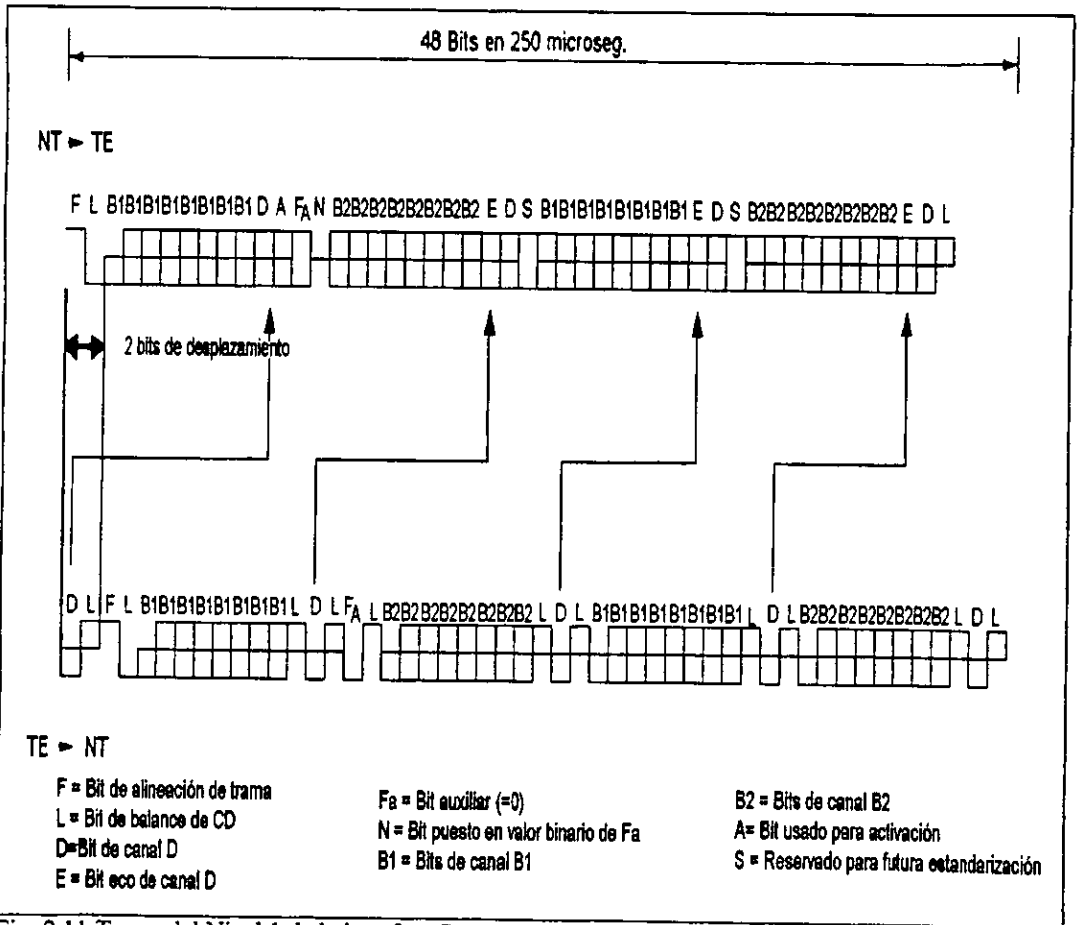 48 Bits en 250 microseg.
NT ► TE
F L B1B1B1B1B1B1B1B1 D A FA N B2B2B2B2B2B2B2B2 E D S B1B1B1B1B1B1B1B1 E D S B2B2B2B2B2B2B2B2 E D L
2 bits de desplazamiento
D L F L B1B1B1B1B1B1B1B1 L D L FA L B2B2B2B2B2B2B2B2 L D L B1B1B1B1B1B1B1B1 L D L B2B2B2B2B2B2B2B2 L D L
TE ► NT
F = Bit de alineeción de trama
L = Bit de balance de CD
D=Bit de canal D
E = Bit eco de canal D
Fa = Bit auxiliar (=0)
N = Bit puesto en valor binario de Fa
B1 = Bits de canal B1
B2 = Bits de canal B2
A= Bit usado para activación
S = Reservado para futura estandarización